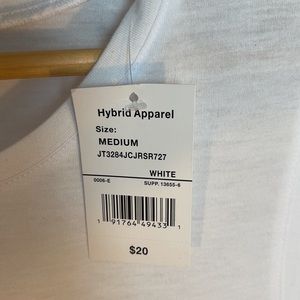 Hybrid Apparel
Size:
MEDIUM
JT3284JCJRSR727
WHITE
0006-E SUPP. 13655-6
1 91764 49433 1
$20